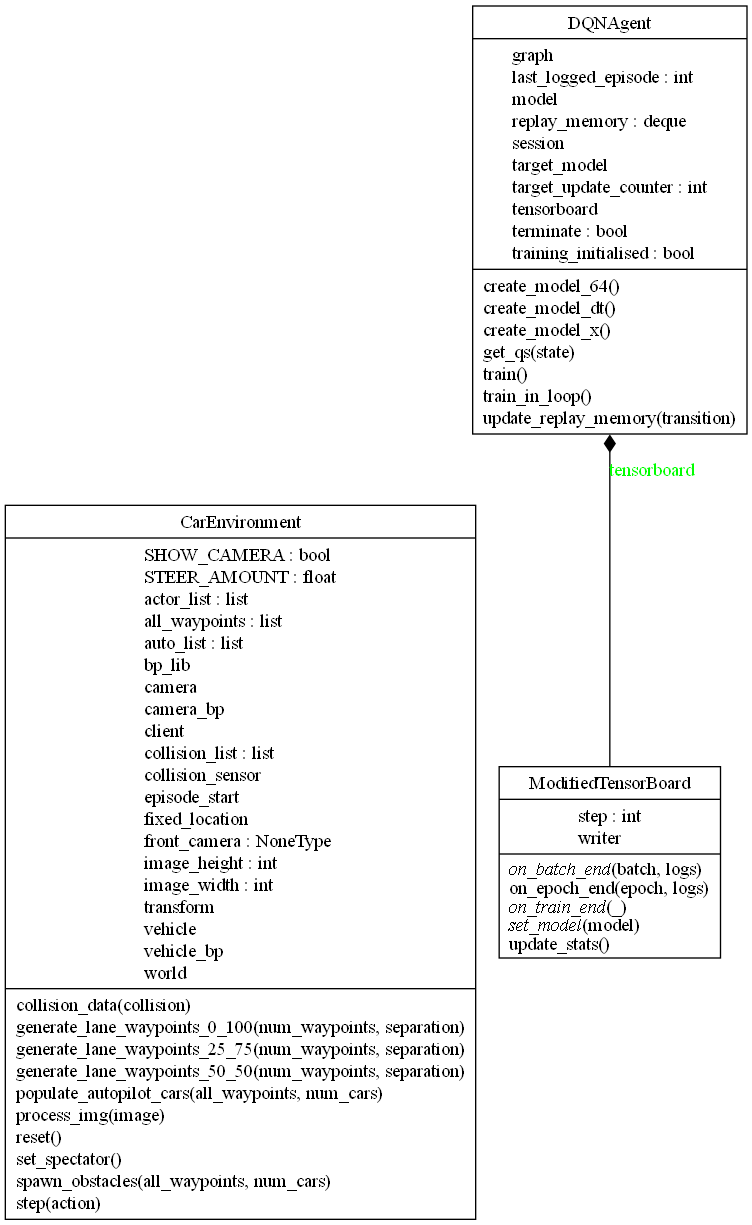 DQNAgent
graph
last_logged_episode : int
model
replay_memory : deque
session
target_model
target_update_counter : int
tensorboard
terminate : bool
training_initialised : bool
create_model_64()
create_model_dt()
create_model_x()
get_qs(state)
train()
train_in_loop()
update_replay_memory(transition)
tensorboard
CarEnvironment
SHOW_CAMERA : bool
STEER_AMOUNT : float
actor_list : list
all_waypoints : list
auto_list : list
bp_lib
camera
camera_bp
client
collision_list : list
collision_sensor
episode_start
fixed_location
front_camera : NoneType
image_height : int
image_width : int
transform
vehicle
vehicle_bp
world
collision_data(collision)
generate_lane_waypoints_0_100(num_waypoints, separation)
generate_lane_waypoints_25_75(num_waypoints, separation)
generate_lane_waypoints_50_50(num_waypoints, separation)
populate_autopilot_cars(all_waypoints, num_cars)
process_img(image)
reset()
set_spectator()
spawn_obstacles(all_waypoints, num_cars)
step(action)
ModifiedTensorBoard
step : int
writer
on_batch_end(batch, logs)
on_epoch_end(epoch, logs)
on_train_end(_)
set_model(model)
update_stats()